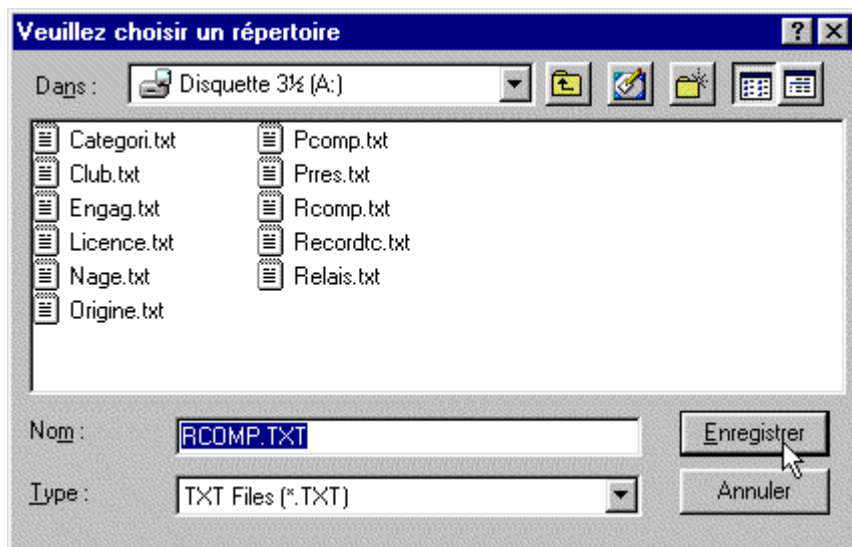 Veuillez choisir un répertoire
Dans : Disquette 3½ (A:)
Categori.txt Pcomp.txt
Club.txt Prres.txt
Engag.txt Rcomp.txt
Licence.txt Recordtc.txt
Nage.txt Relais.txt
Origine.txt
Nom : RCOMP.TXT Enregistrer
Type : TXT Files (*.TXT) Annuler